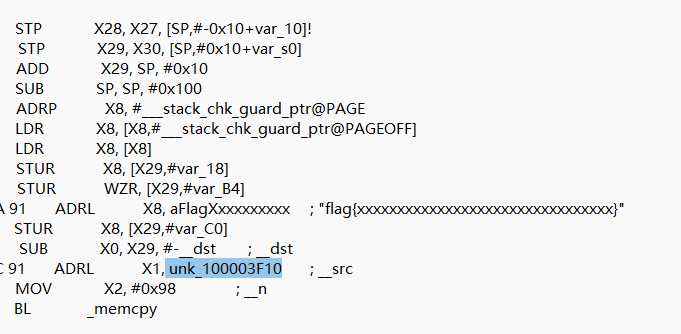 STP X28, X27, [SP,#-0x10+var_10]!
STP X29, X30, [SP,#0x10+var_s0]
ADD X29, SP, #0x10
SUB SP, SP, #0x100
ADRP X8, #___stack_chk_guard_ptr@PAGE
LDR X8, [X8,#___stack_chk_guard_ptr@PAGEOFF]
LDR X8, [X8]
STUR X8, [X29,#var_18]
STUR WZR, [X29,#var_B4]
A 91 ADRL X8, aFlagXxxxxxxxxx ; "flag{xxxxxxxxxxxxxxxxxxxxxxxxxxxxxxxx}"
STUR X8, [X29,#var_C0]
SUB X0, X29, #-__dst ; __dst
C 91 ADRL X1, unk_100003F10 ; __src
MOV X2, #0x98 ; __n
BL _memcpy